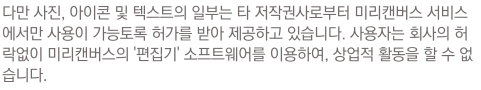 다만 사진, 아이콘 및 텍스트의 일부는 타 저작권사로부터 미리캔버스 서비스
에서만 사용이 가능토록 허가를 받아 제공하고 있습니다. 사용자는 회사의 허
락없이 미리캔버스의 '편집기' 소프트웨어를 이용하여, 상업적 활동을 할 수 없
습니다.